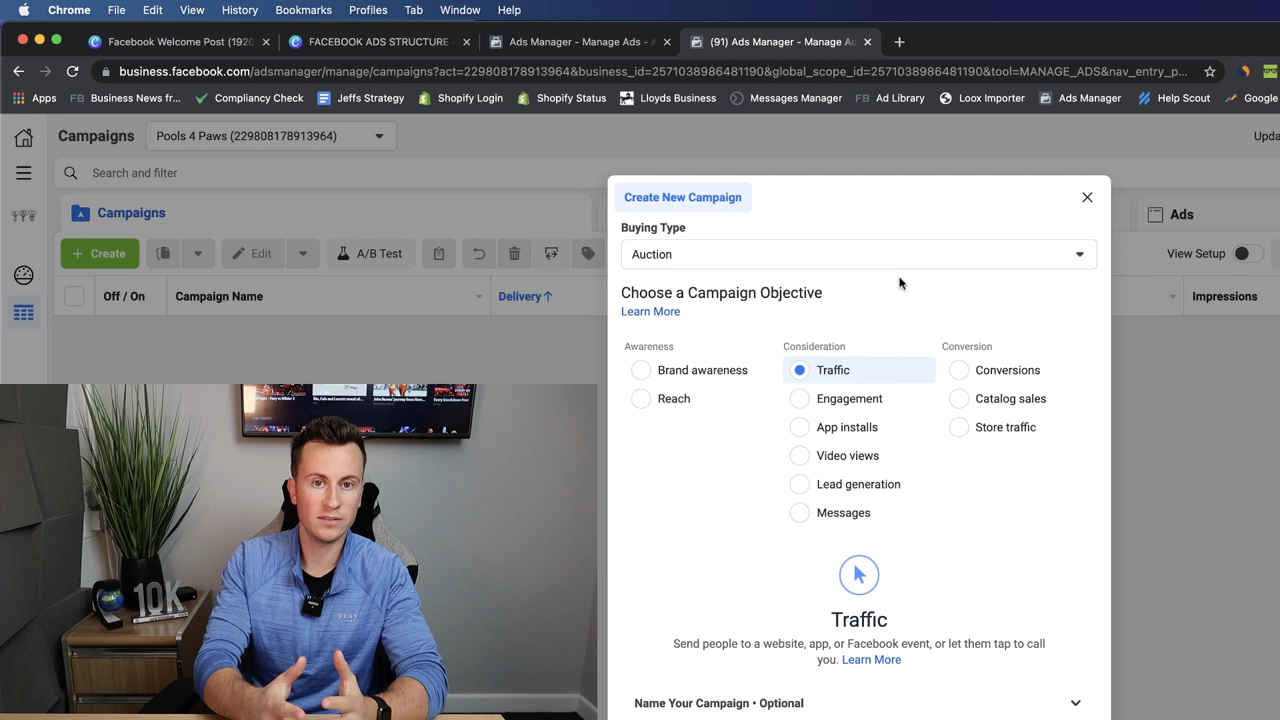 Chrome File Edit View History Bookmarks Profiles Tab Window Help
Facebook Welcome Post (1920 FACEBOOK ADS STRUCTURE - Ads Manager - Manage Ads - A (91) Ads Manager - Manage Ad
business.facebook.com/adsmanager/manage/campaigns?act=229808178913964&business_id=2571038986481190&global_scope_id=2571038986481190&tool=MANAGE_ADS&nav_entry_p...
Apps FB Business News fr... Compliance Check Jeffs Strategy Shopify Login Shopify Status Lloyds Business Messages Manager FB Ad Library Loox Importer Ads Manager Help Scout Google
Campaigns Pools 4 Paws (229808178913964) Upda
Search and filter
Create New Campaign
Buying Type
Campaigns Ads
+ Create Edit A/B Test Auction View Setup
Off / On Campaign Name Delivery↑ Impressions
Choose a Campaign Objective
Learn More
Awareness Consideration Conversion
Brand awareness Traffic Conversions
Reach Engagement Catalog sales
App installs Store traffic
Video views
Lead generation
Messages
Traffic
Send people to a website, app, or Facebook event, or let them tap to call
you. Learn More
Name Your Campaign • Optional
10K